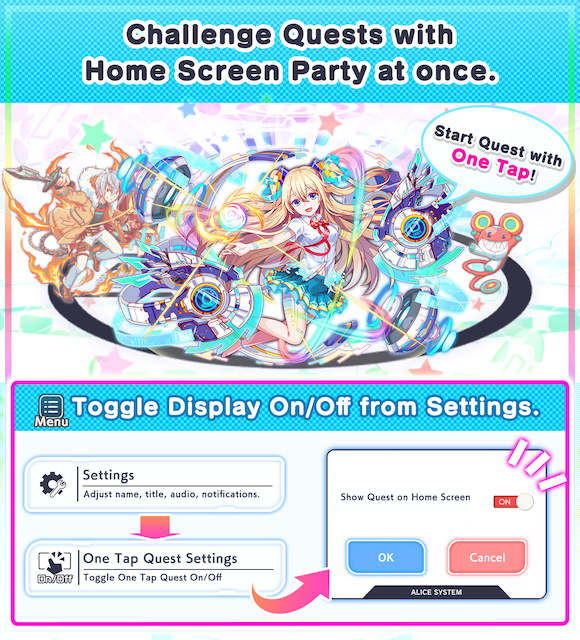 Challenge Quests with
Home Screen Party at once.
Start Quest with
One Tap!
Menu
Toggle Display On/Off from Settings.
Settings
Adjust name, title, audio, notifications.
On/Off
One Tap Quest Settings
Toggle One Tap Quest On/Off
Show Quest on Home Screen
ON
OK
Cancel
ALICE SYSTEM